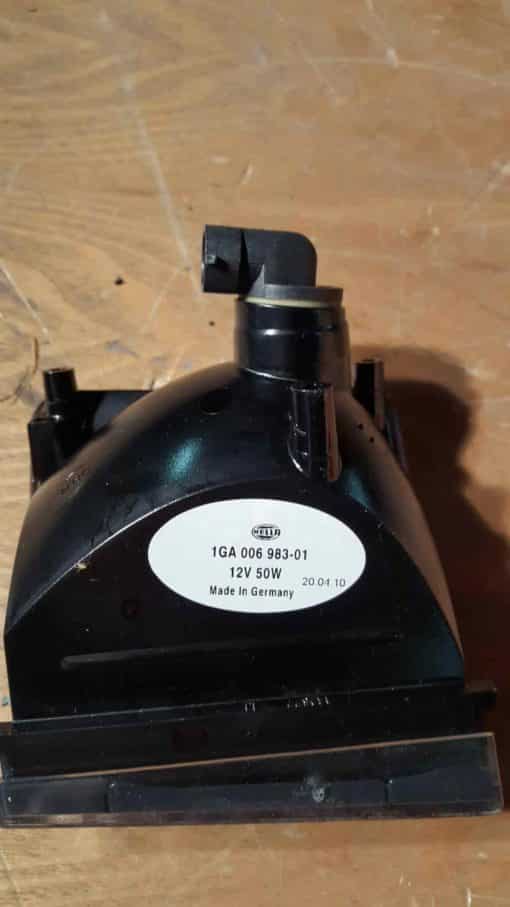 HELLA
1GA 006 983-01
12V 50W
20.04.10
Made In Germany